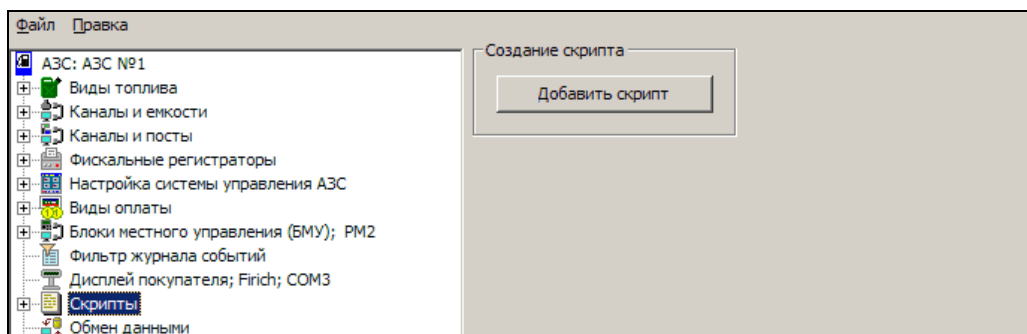 Файл Правка
АЗС: АЗС №1
Виды топлива
Каналы и емкости
Каналы и посты
Фискальные регистраторы
Настройка системы управления АЗС
Виды оплаты
Блоки местного управления (БМУ); PM2
Фильтр журнала событий
Дисплей покупателя; Firich; COM3
Скрипты
Обмен данными
Создание скрипта
Добавить скрипт